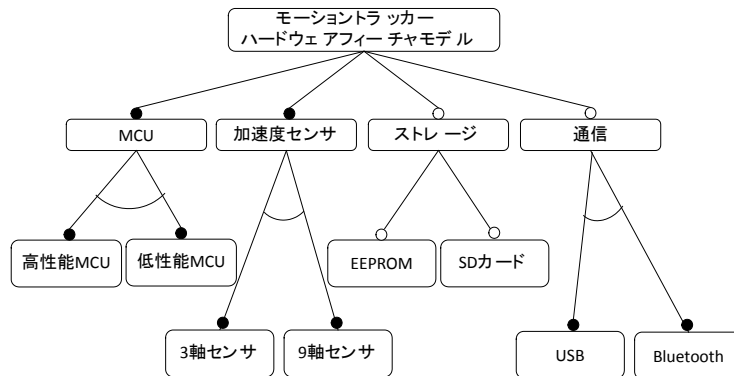 モーショントラッカー
ハードウェアフィーチャモデル
MCU
加速度センサ
ストレージ
通信
高性能MCU
低性能MCU
EEPROM
SDカード
3軸センサ
9軸センサ
USB
Bluetooth